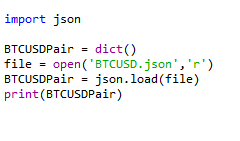 import json
BTCUSDPair = dict()
file = open('BTCUSD.json','r')
BTCUSDPair = json.load(file)
print(BTCUSDPair)